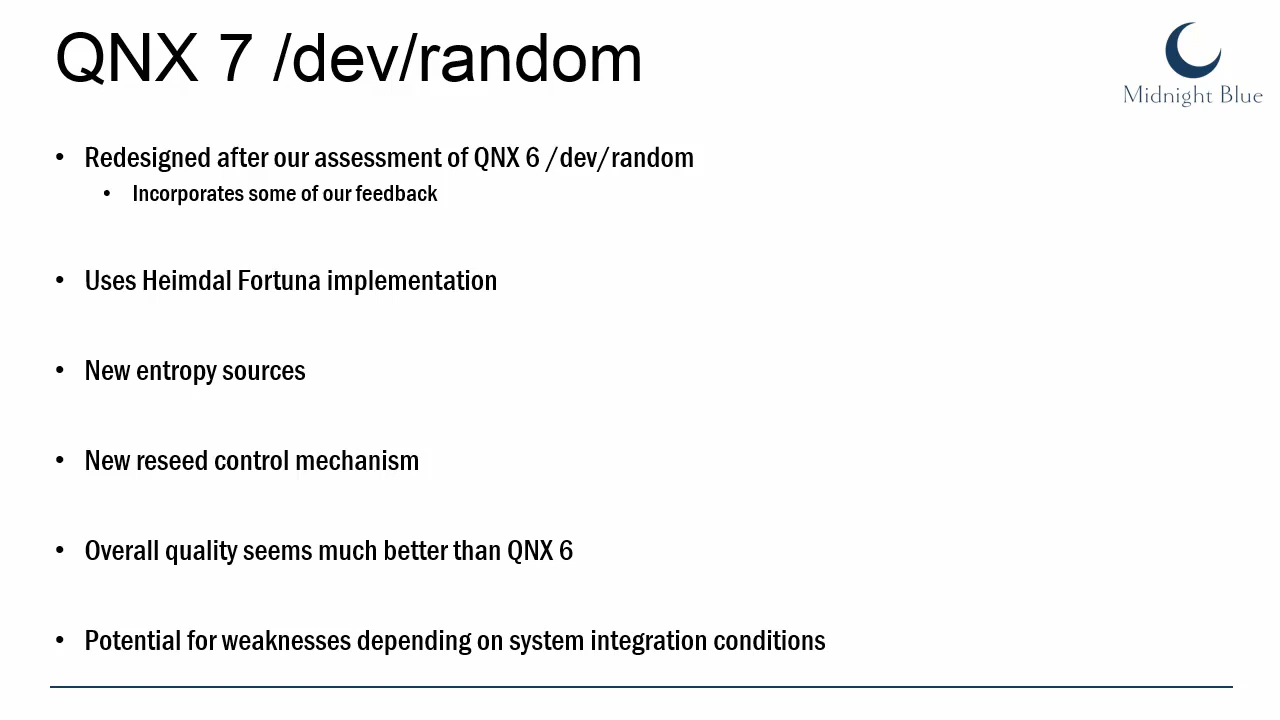 QNX 7 /dev/random
Midnight Blue
• Redesigned after our assessment of QNX 6 /dev/random
• Incorporates some of our feedback
• Uses Heimdal Fortuna implementation
• New entropy sources
• New reseed control mechanism
• Overall quality seems much better than QNX 6
• Potential for weaknesses depending on system integration conditions